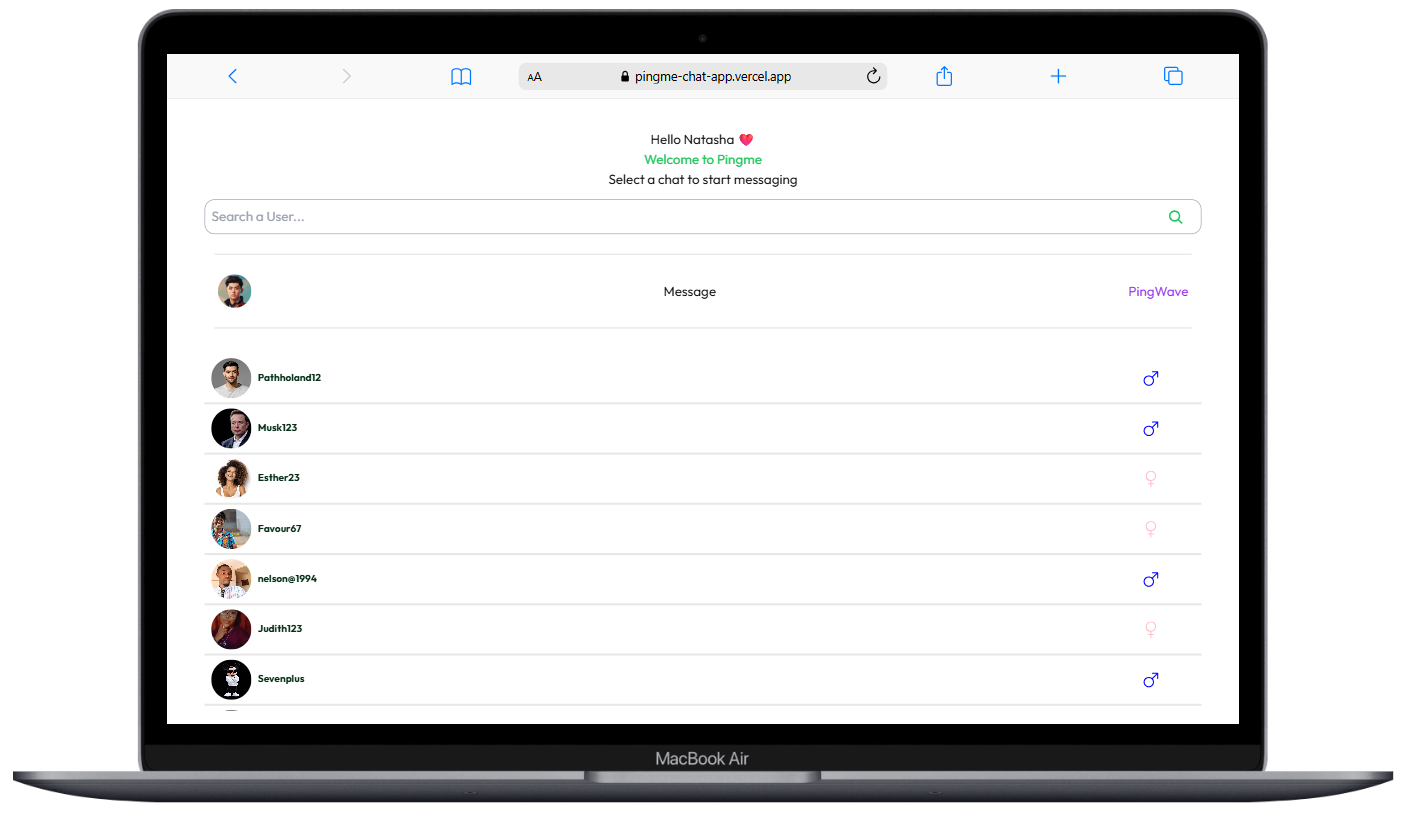 AA pingme-chat-app.vercel.app
Hello Natasha
Welcome to Pingme
Select a chat to start messaging
Search a User...
Message PingWave
Pathholand12
Musk123
Esther23
Favour67
nelson@1994
Judith123
Sevenplus
MacBook Air